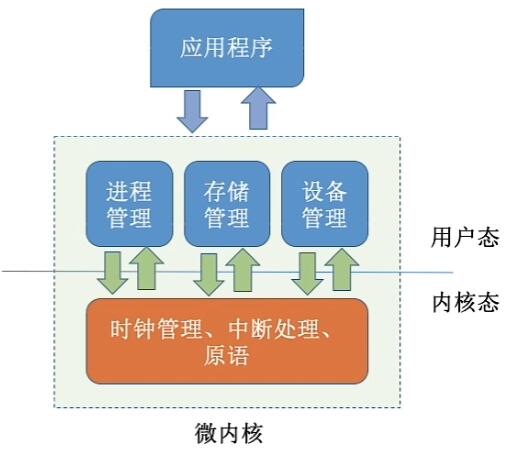 应用程序
进程
管理
存储
管理
设备
管理
用户态
内核态
时钟管理、中断处理、
原语
微内核